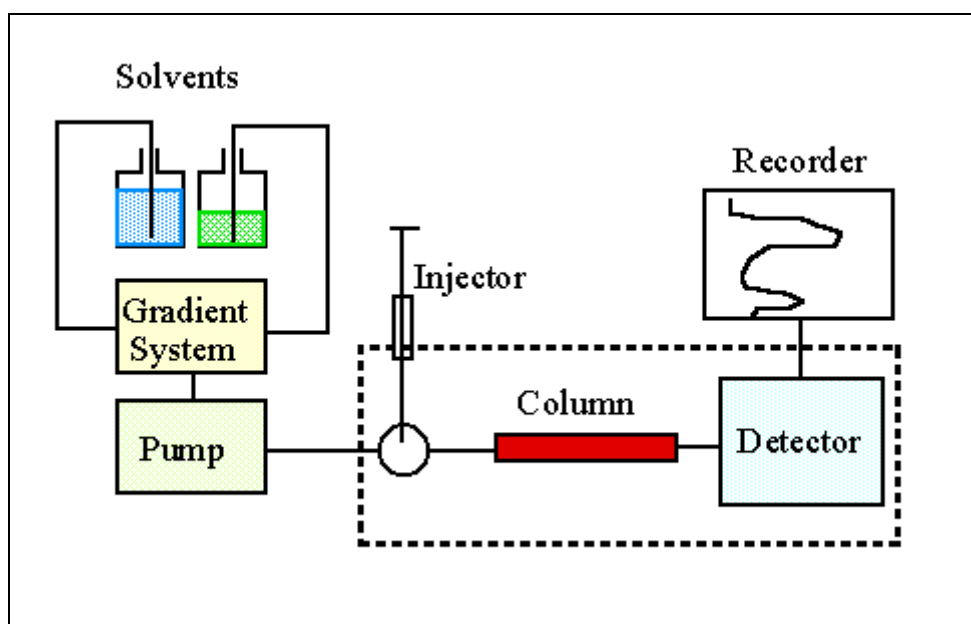 Solvents
Recorder
Injector
Gradient
System
Column
Pump
Detector